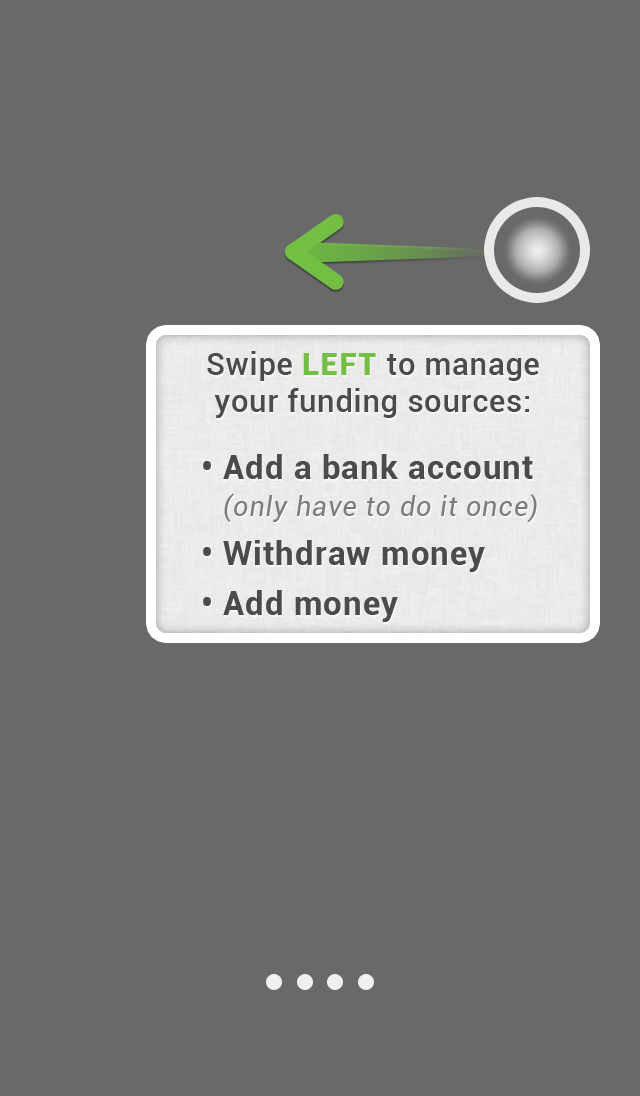 Swipe LEFT to manage
your funding sources:
• Add a bank account
(only have to do it once)
• Withdraw money
• Add money